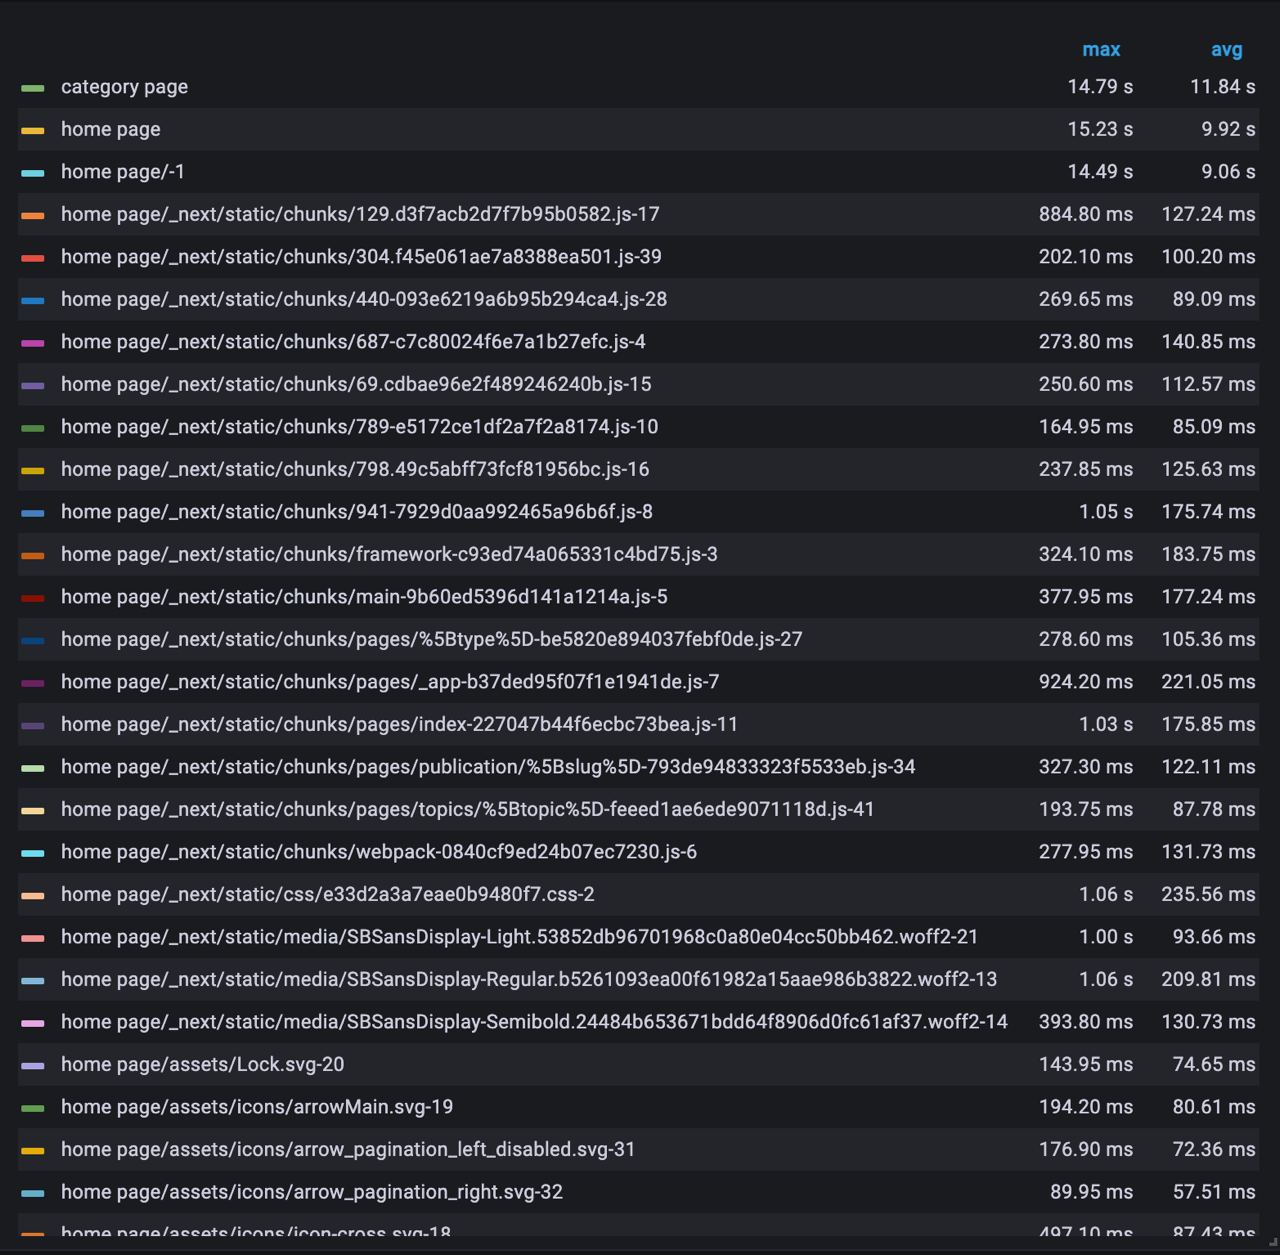 max avg
category page 14.79 s 11.84 s
home page 15.23 s 9.92 s
home page/-1 14.49 s 9.06 s
home page/_next/static/chunks/129.d3f7acb2d7f7b95b0582.js-17 884.80 ms 127.24 ms
home page/_next/static/chunks/304.f45e061ae7a8388ea501.js-39 202.10 ms 100.20 ms
home page/_next/static/chunks/440-093e6219a6b95b294ca4.js-28 269.65 ms 89.09 ms
home page/_next/static/chunks/687-c7c80024f6e7a1b27efc.js-4 273.80 ms 140.85 ms
home page/_next/static/chunks/69.cdbae96e2f489246240b.js-15 250.60 ms 112.57 ms
home page/_next/static/chunks/789-e5172ce1df2a7f2a8174.js-10 164.95 ms 85.09 ms
home page/_next/static/chunks/798.49c5abff73fcf81956bc.js-16 237.85 ms 125.63 ms
home page/_next/static/chunks/941-7929d0aa992465a96b6f.js-8 1.05 s 175.74 ms
home page/_next/static/chunks/framework-c93ed74a065331c4bd75.js-3 324.10 ms 183.75 ms
home page/_next/static/chunks/main-9b60ed5396d141a1214a.js-5 377.95 ms 177.24 ms
home page/_next/static/chunks/pages/%5Btype%5D-be5820e894037febf0de.js-27 278.60 ms 105.36 ms
home page/_next/static/chunks/pages/_app-b37ded95f07f1e1941de.js-7 924.20 ms 221.05 ms
home page/_next/static/chunks/pages/index-227047b44f6ecbc73bea.js-11 1.03 s 175.85 ms
home page/_next/static/chunks/pages/publication/%5Bslug%5D-793de94833323f5533eb.js-34 327.30 ms 122.11 ms
home page/_next/static/chunks/pages/topics/%5Btopic%5D-feeed1ae6ede9071118d.js-41 193.75 ms 87.78 ms
home page/_next/static/chunks/webpack-0840cf9ed24b07ec7230.js-6 277.95 ms 131.73 ms
home page/_next/static/css/e33d2a3a7eae0b9480f7.css-2 1.06 s 235.56 ms
home page/_next/static/media/SBSansDisplay-Light.53852db96701968c0a80e04cc50bb462.woff2-21 1.00 s 93.66 ms
home page/_next/static/media/SBSansDisplay-Regular.b5261093ea00f61982a15aae986b3822.woff2-13 1.06 s 209.81 ms
home page/_next/static/media/SBSansDisplay-Semibold.24484b653671bdd64f8906d0fc61af37.woff2-14 393.80 ms 130.73 ms
home page/assets/Lock.svg-20 143.95 ms 74.65 ms
home page/assets/icons/arrowMain.svg-19 194.20 ms 80.61 ms
home page/assets/icons/arrow_pagination_left_disabled.svg-31 176.90 ms 72.36 ms
home page/assets/icons/arrow_pagination_right.svg-32 89.95 ms 57.51 ms
home page/assets/icons/icon-cross.svg-18 497.10 ms 87.43 ms